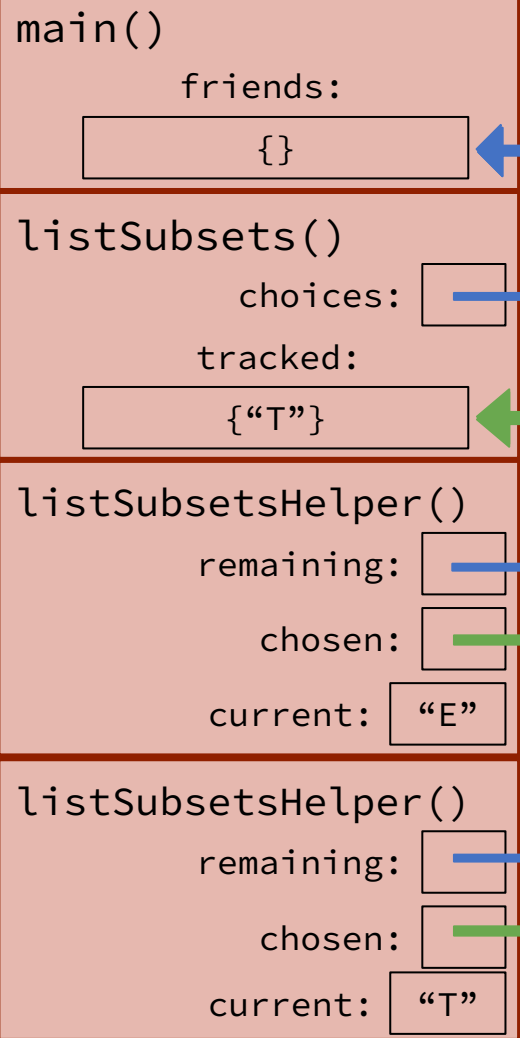 main()
friends:
{}
listSubsets()
choices:
tracked:
{“T”}
listSubsetsHelper()
remaining:
chosen:
current: “E”
listSubsetsHelper()
remaining:
chosen:
current: “T”